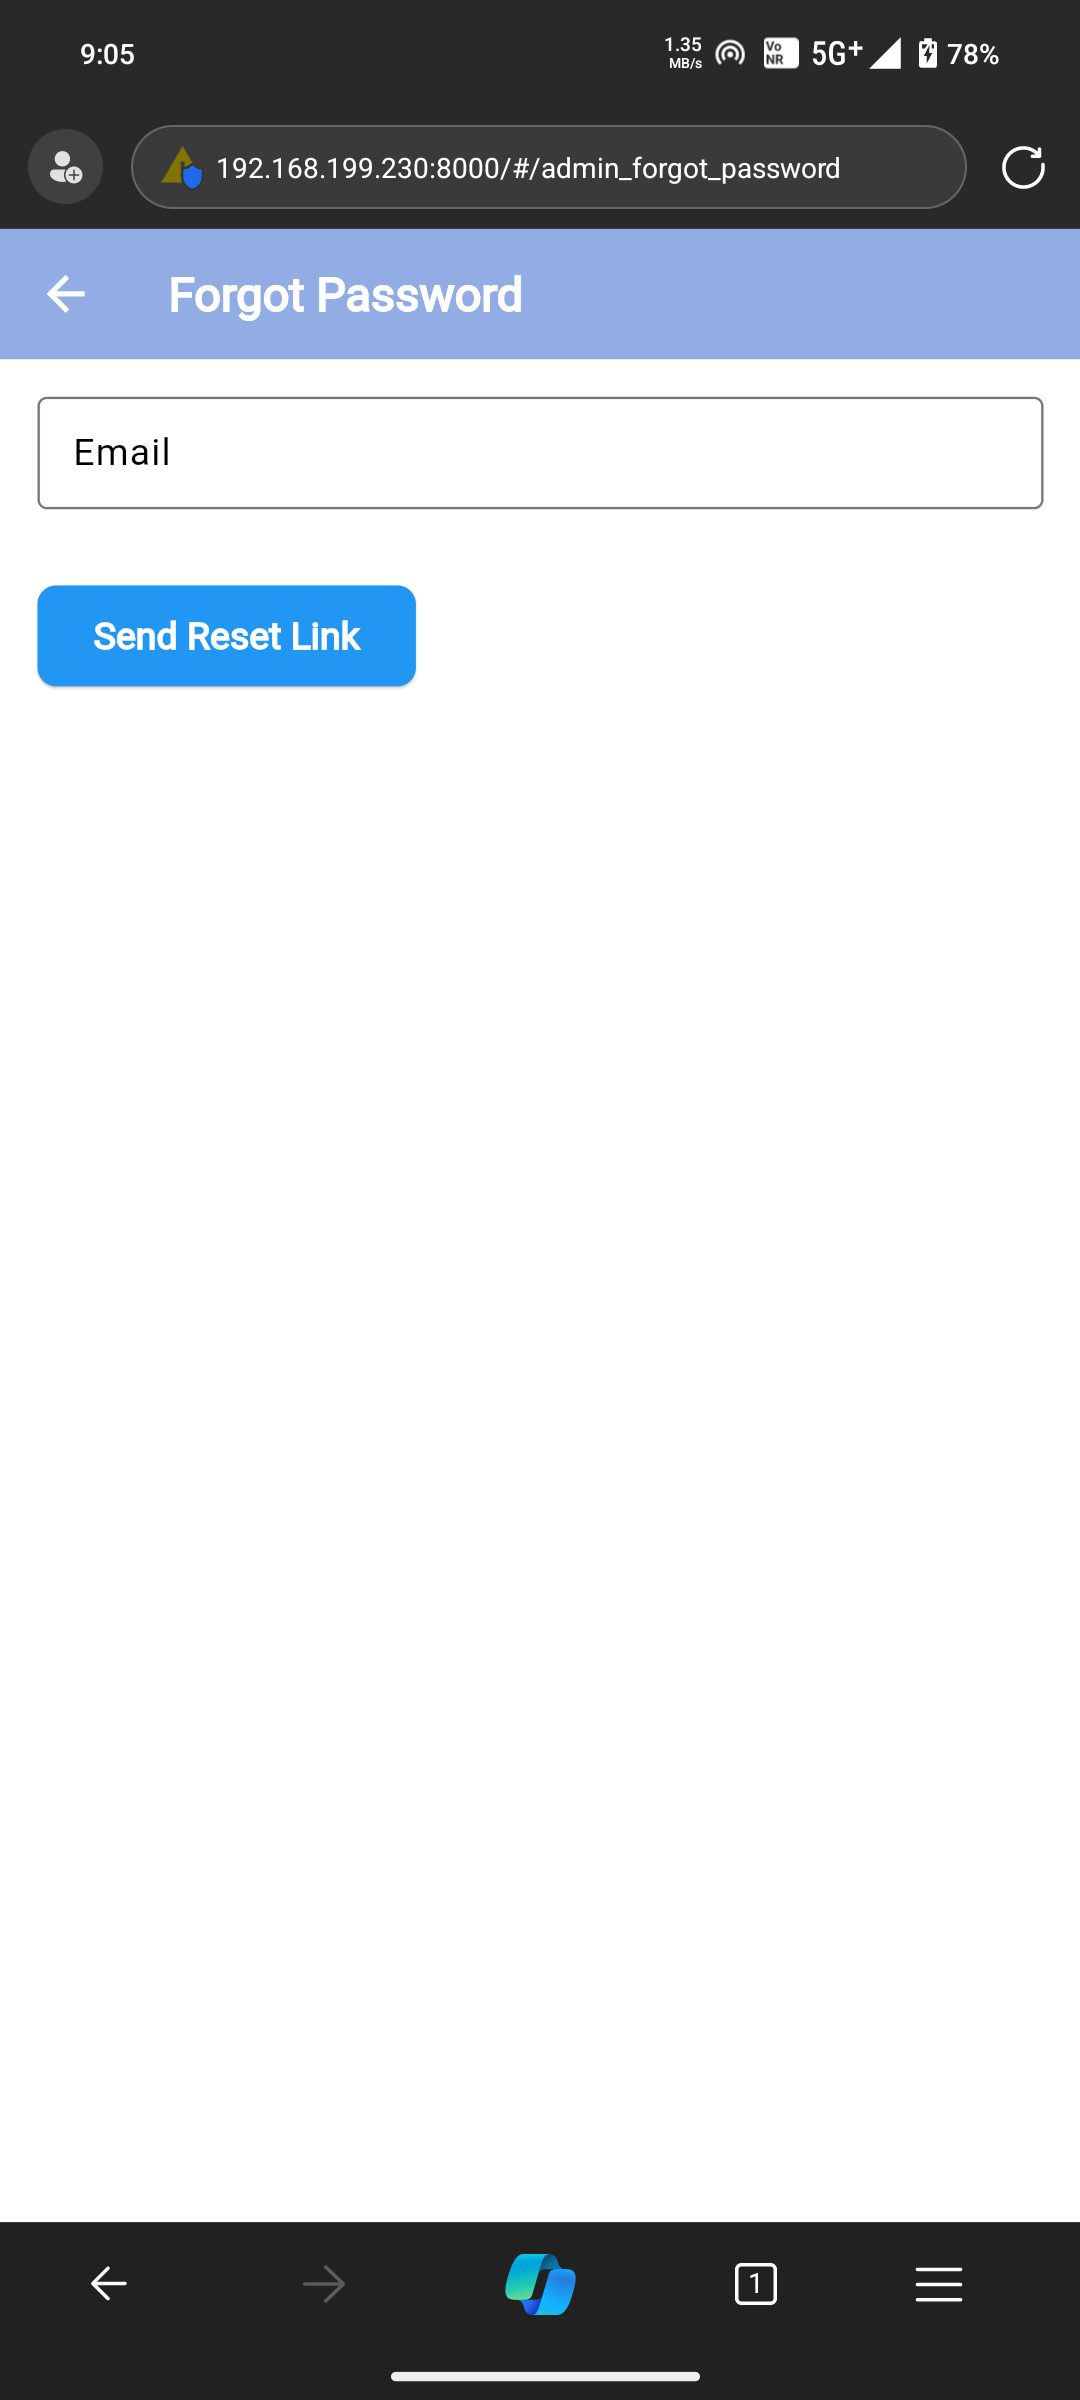 9:05
1.35
MB/s
Vo
NR
5G+
78%
192.168.199.230:8000/#/admin_forgot_password
Forgot Password
Email
Send Reset Link
1